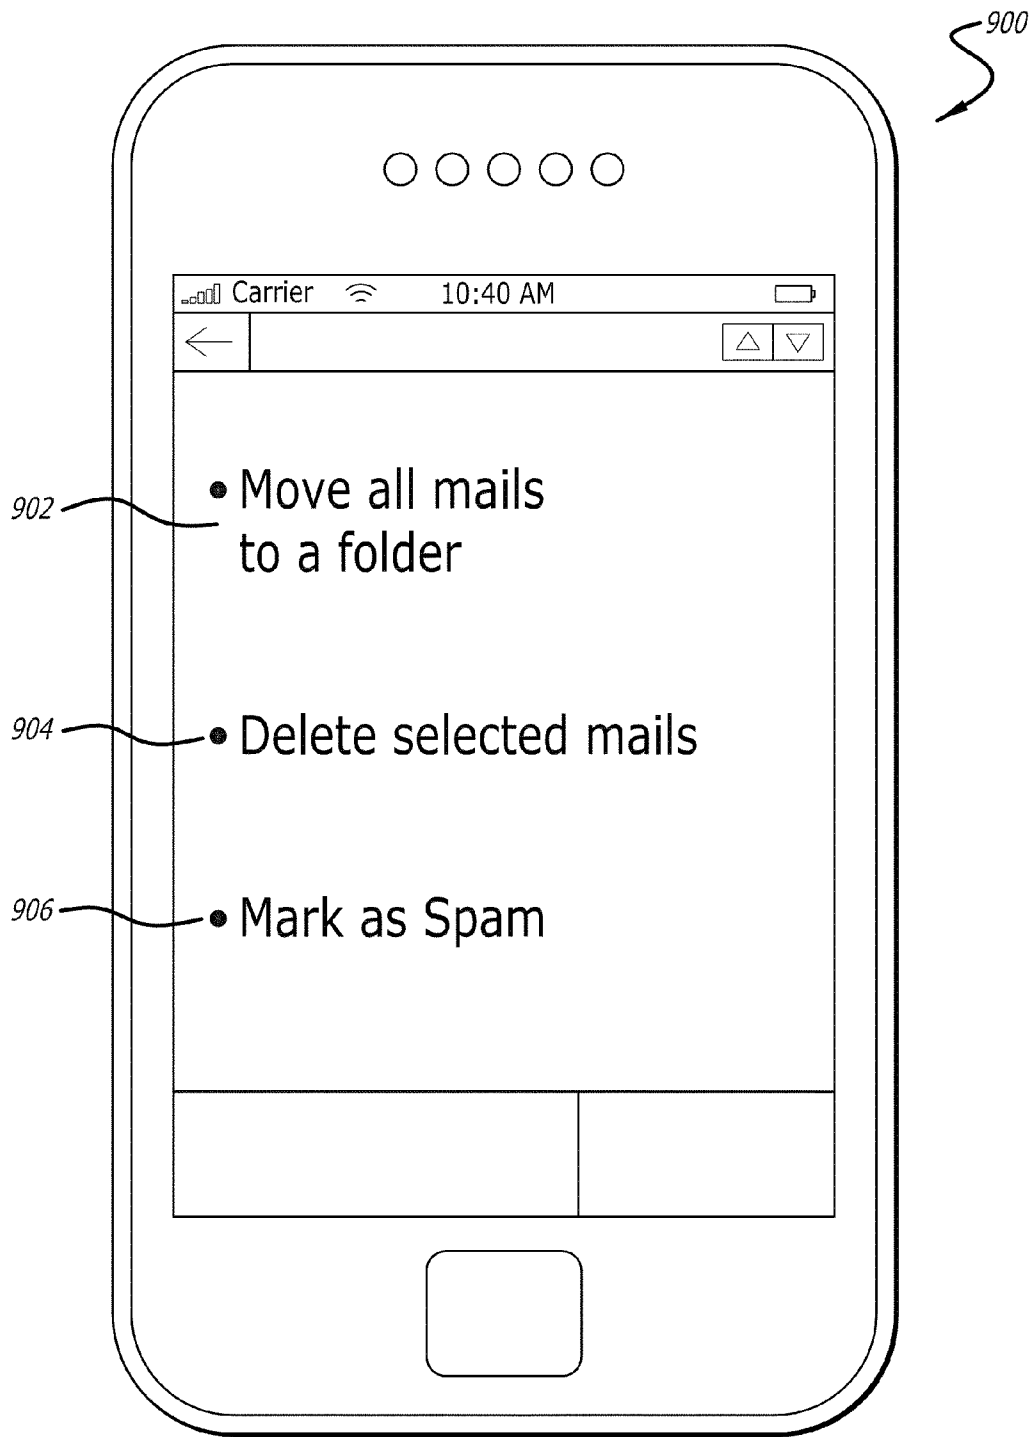 900
Carrier 10:40 AM
• Move all mails
902
to a folder
904 • Delete selected mails
906 • Mark as Spam